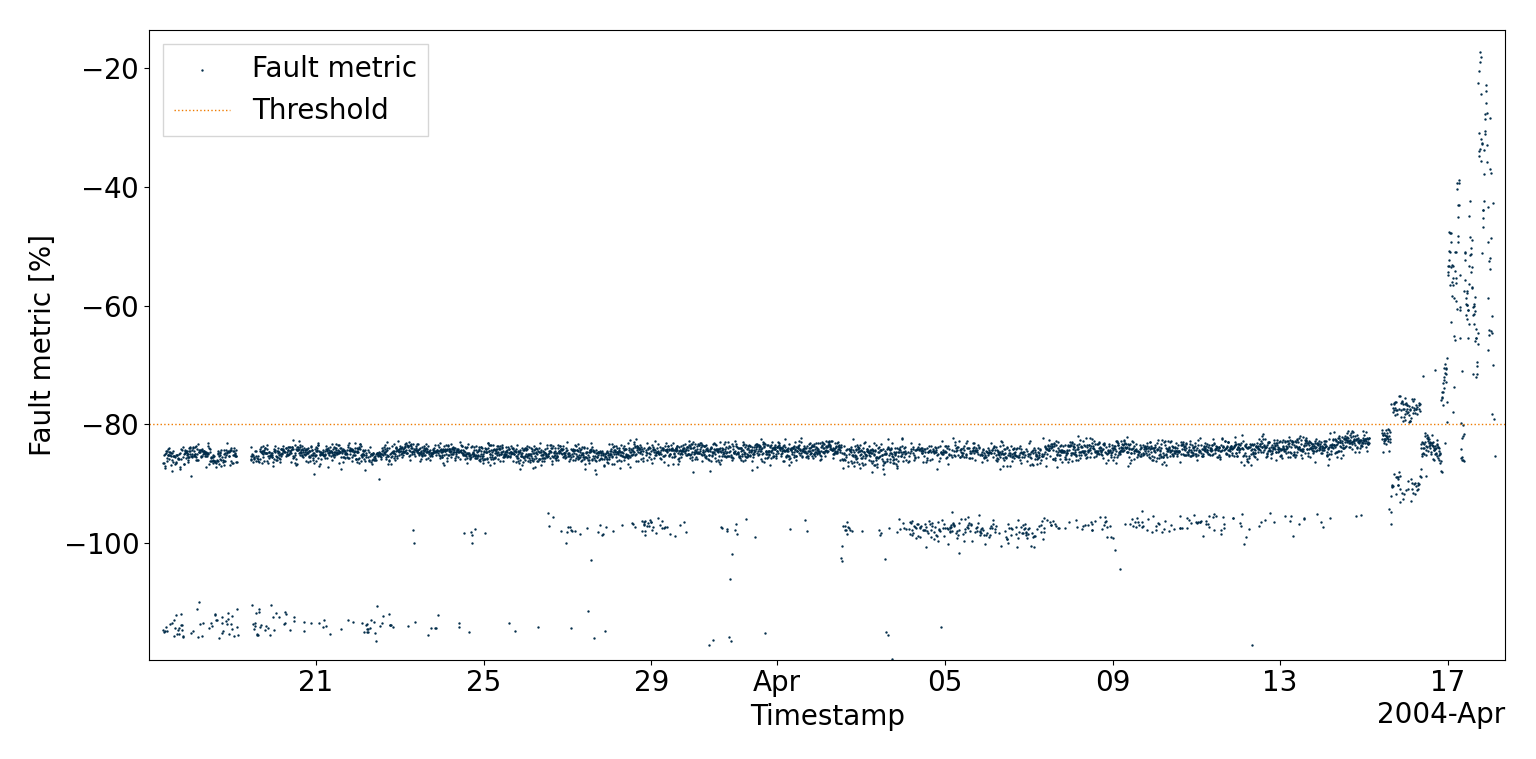 Fault metric
Threshold
Fault metric [%]
−20
−40
−60
−80
−100
21 25 29 Apr 05 09 13 17
Timestamp
2004-Apr